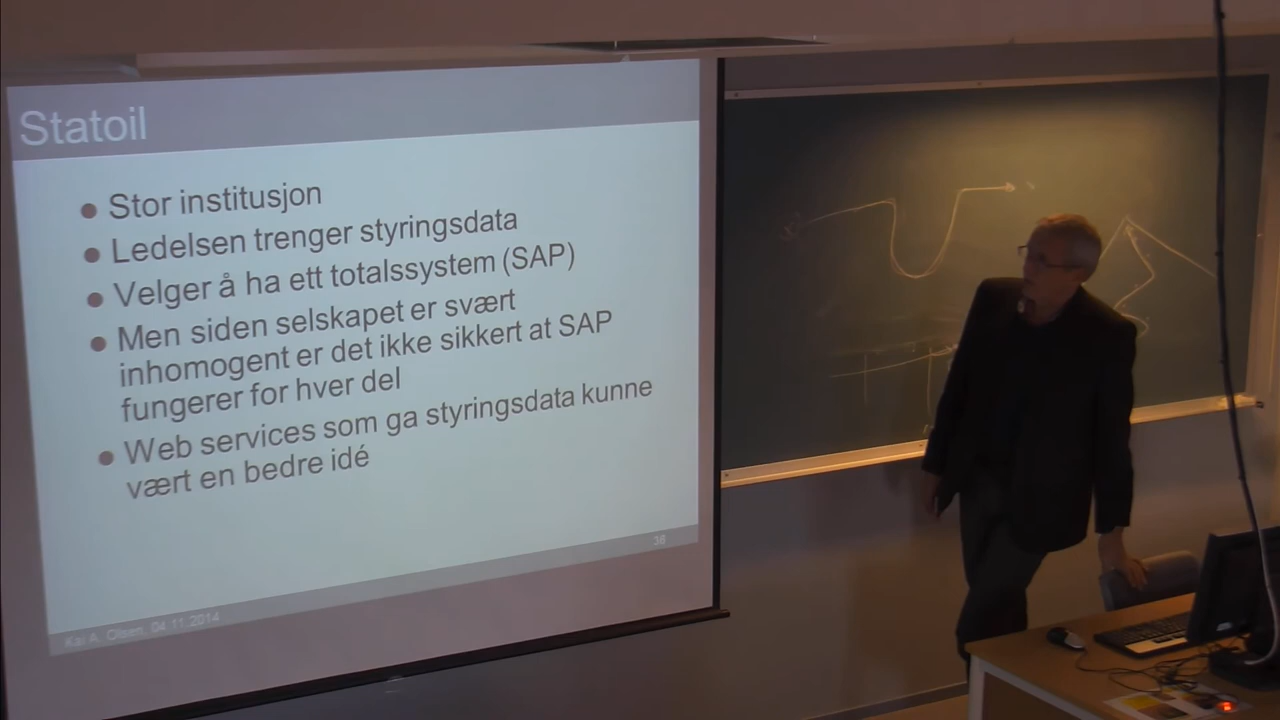 Statoil
Stor institusjon
Ledelsen trenger styringsdata
Velger å ha ett totalssystem (SAP)
Men siden selskapet er svært
inhomogent er det ikke sikkert at SAP
fungerer for hver del
Web services som ga styringsdata kunne
vært en bedre idé
36
Kai A. Olsen, 04.11.2014